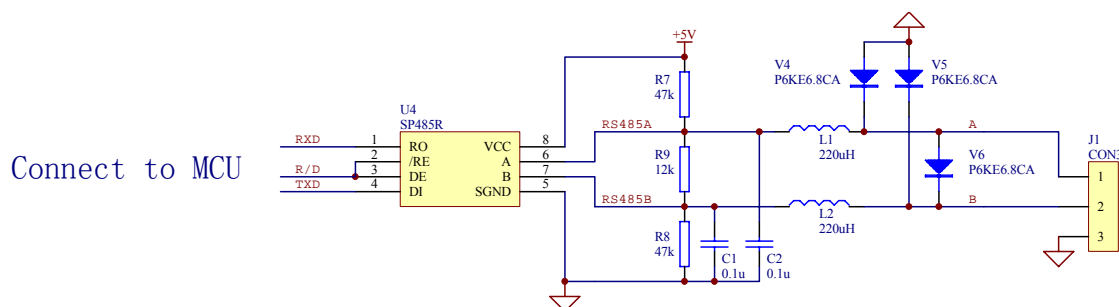 +5V
V4
P6KE6.8CA
V5
P6KE6.8CA
R7
47k
U4
SP485R
RXD
1
RO
VCC
8
RS485A
A
2
/RE
A
6
R9
12k
L1
220uH
J1
CON3
Connect to MCU
R/D
3
DE
B
7
V6
P6KE6.8CA
1
TXD
4
DI
SGND
5
RS485B
B
2
R8
47k
L2
220uH
3
C1
0.1u
C2
0.1u